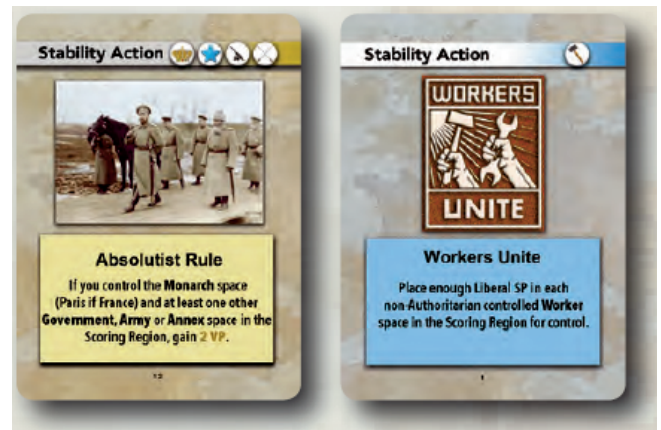 Stability Action
Absolutist Rule
If you control the Monarch space
(Paris if France) and at least one other
Government, Army or Annex space in the
Scoring Region, gain 2 VP.
Stability Action
WORKERS
UNITE
Workers Unite
Place enough Liberal SP in each
non-Authoritarian controlled Worker
space in the Scoring Region for control.
1